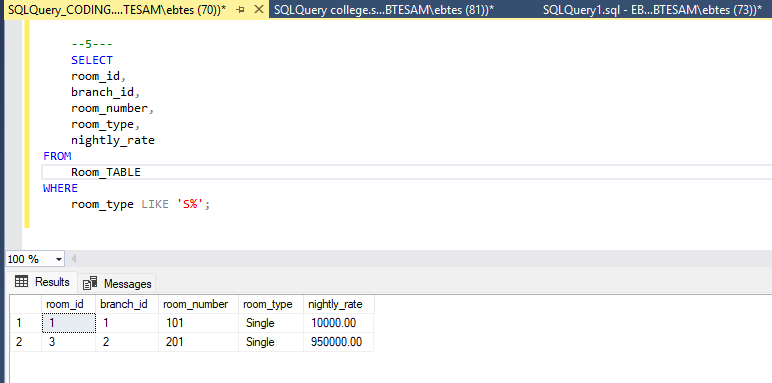 SQLQuery_CODING....TESAM\ebtes (70))* SQLQuery college.s...BTESAM\ebtes (81))* SQLQuery1.sql - EB...BTESAM\ebtes (73))*
--5---
SELECT
room_id,
branch_id,
room_number,
room_type,
nightly_rate
FROM
Room_TABLE
WHERE
room_type LIKE 'S%';
100 %
Results Messages
room_id branch_id room_number room_type nightly_rate
1 1 1 101 Single 10000.00
2 3 2 201 Single 950000.00